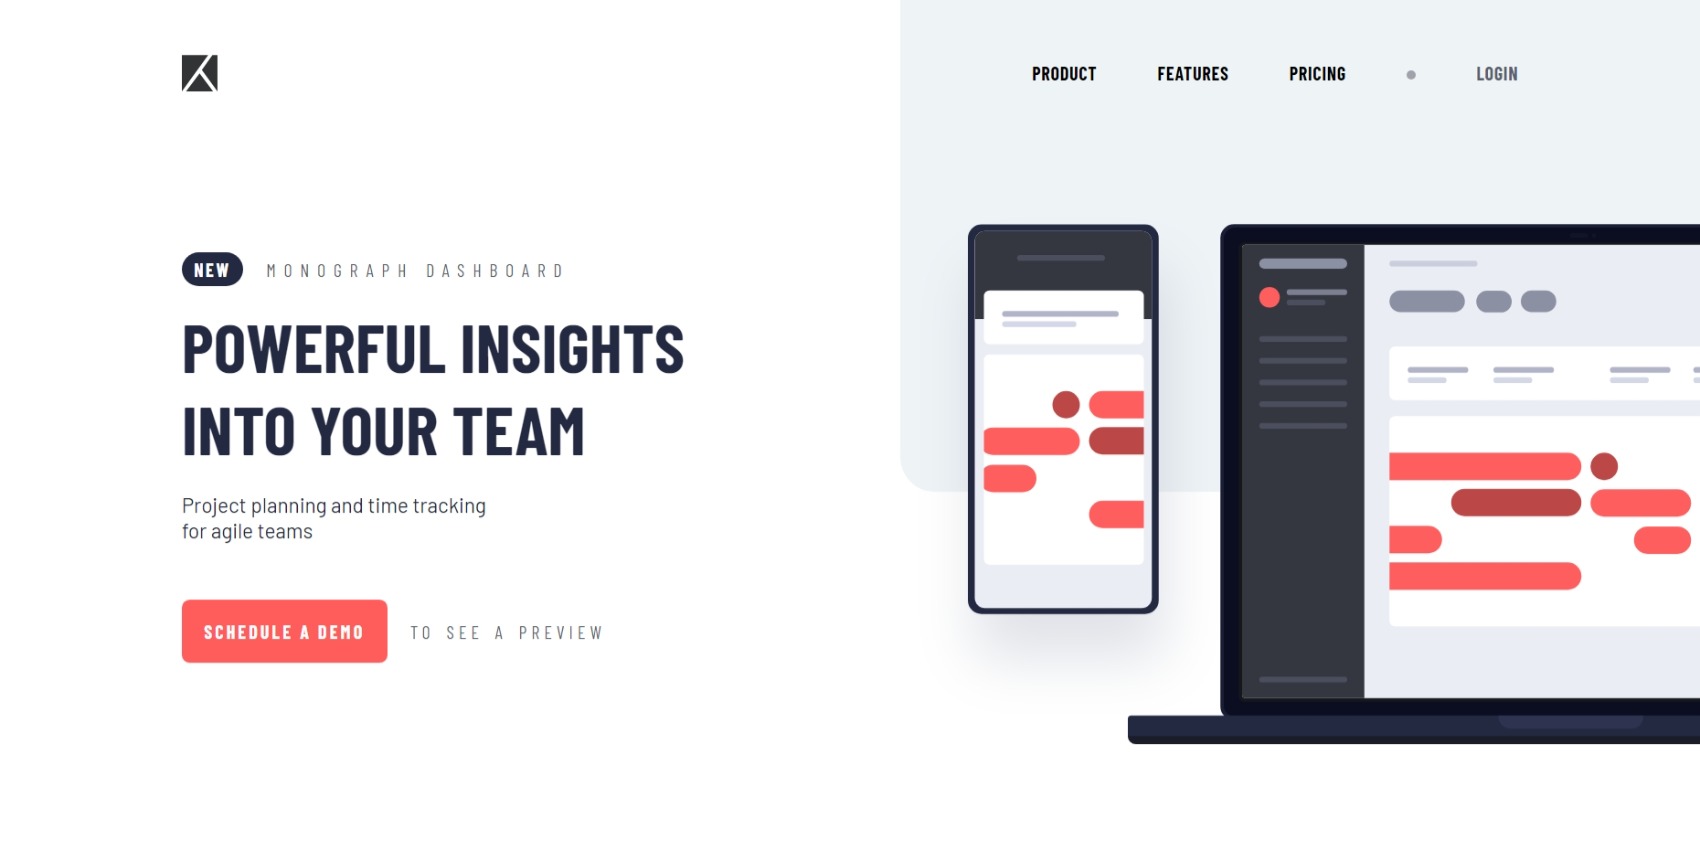 PRODUCT FEATURES PRICING LOGIN
NEW MONOGRAPH DASHBOARD
POWERFUL INSIGHTS
INTO YOUR TEAM
Project planning and time tracking
for agile teams
SCHEDULE A DEMO TO SEE A PREVIEW